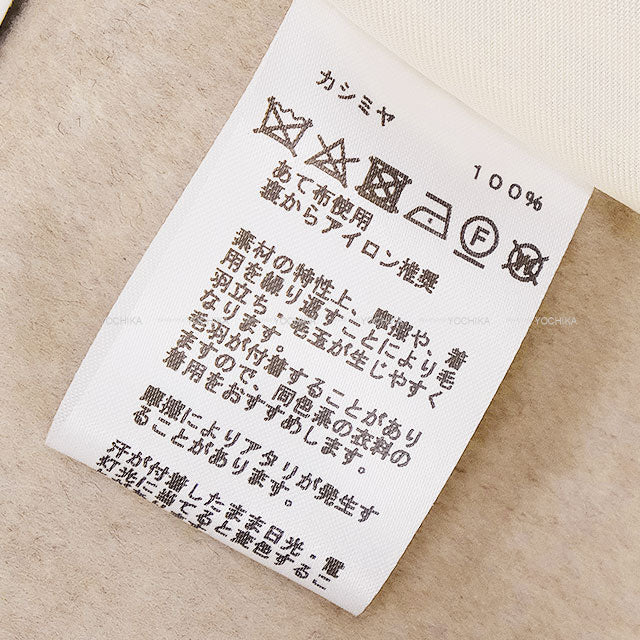 カシミヤ
100%
F
W
あて布使用
裏からアイロン推奨
素材の特性上、摩擦や、着
用を繰り返すことにより毛
羽立ち・毛玉が生じやすく
なります。
毛羽が付着することがあり
ますので、同色系の衣料の
着用をおすすめします。
摩擦によりアタリが発生す
ることがあります。
汗が付着したまま日光・電
灯光に当てると変色する
YOCHIKA
YOCHIKA